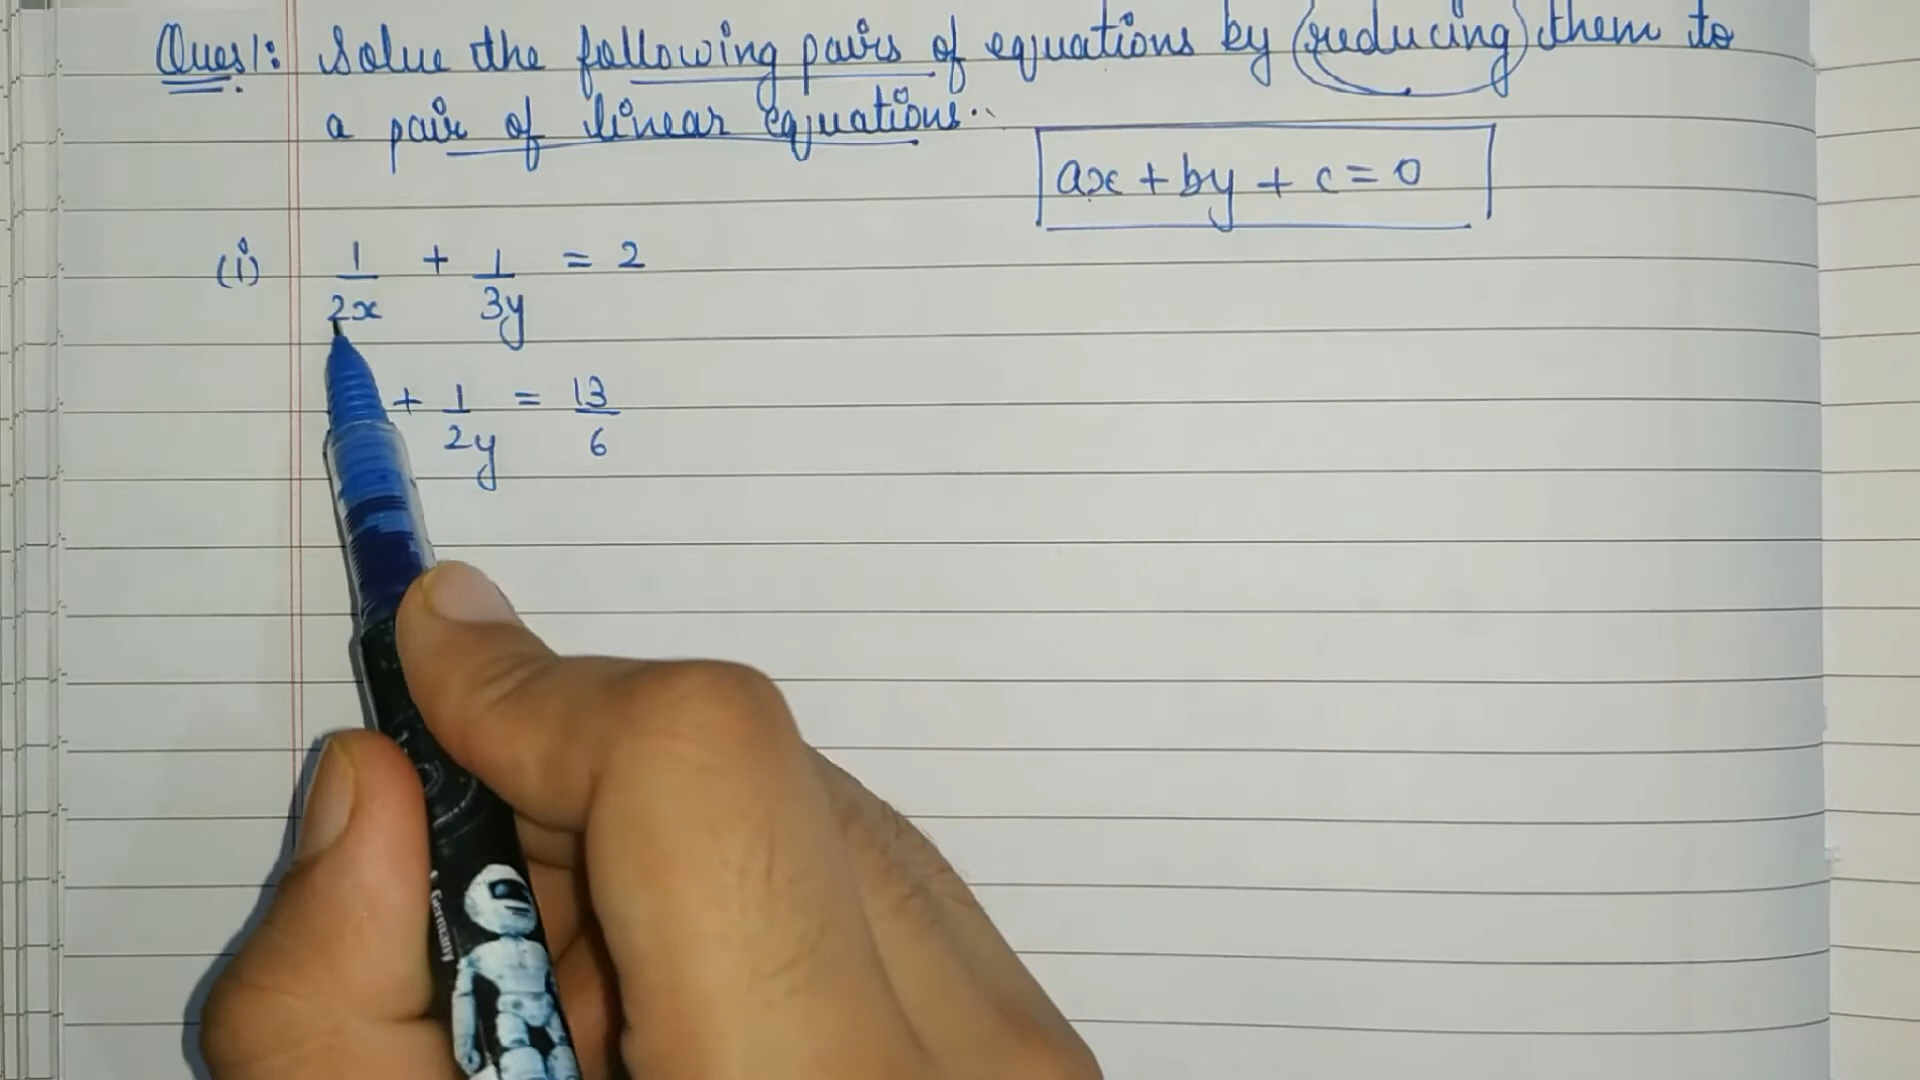 Ques1: Solve the following pairs of equations by (reducing) them to
a pair of linear equations..
ax + by + c = 0
(i) 1/2x + 1/3y = 2
+ 1/2y = 13/6
Germany